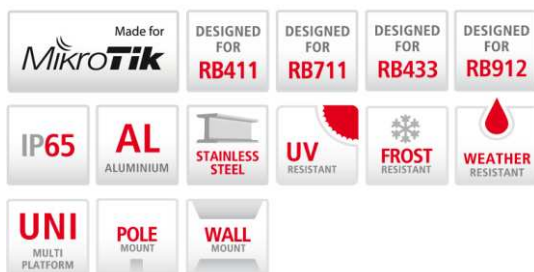 Made for
MikroTik
DESIGNED
FOR
RB411
DESIGNED
FOR
RB711
DESIGNED
FOR
RB433
DESIGNED
FOR
RB912
IP65
AL
ALUMINIUM
STAINLESS
STEEL
UV
RESISTANT
FROST
RESISTANT
WEATHER
RESISTANT
UNI
MULTI
PLATFORM
POLE
MOUNT
WALL
MOUNT